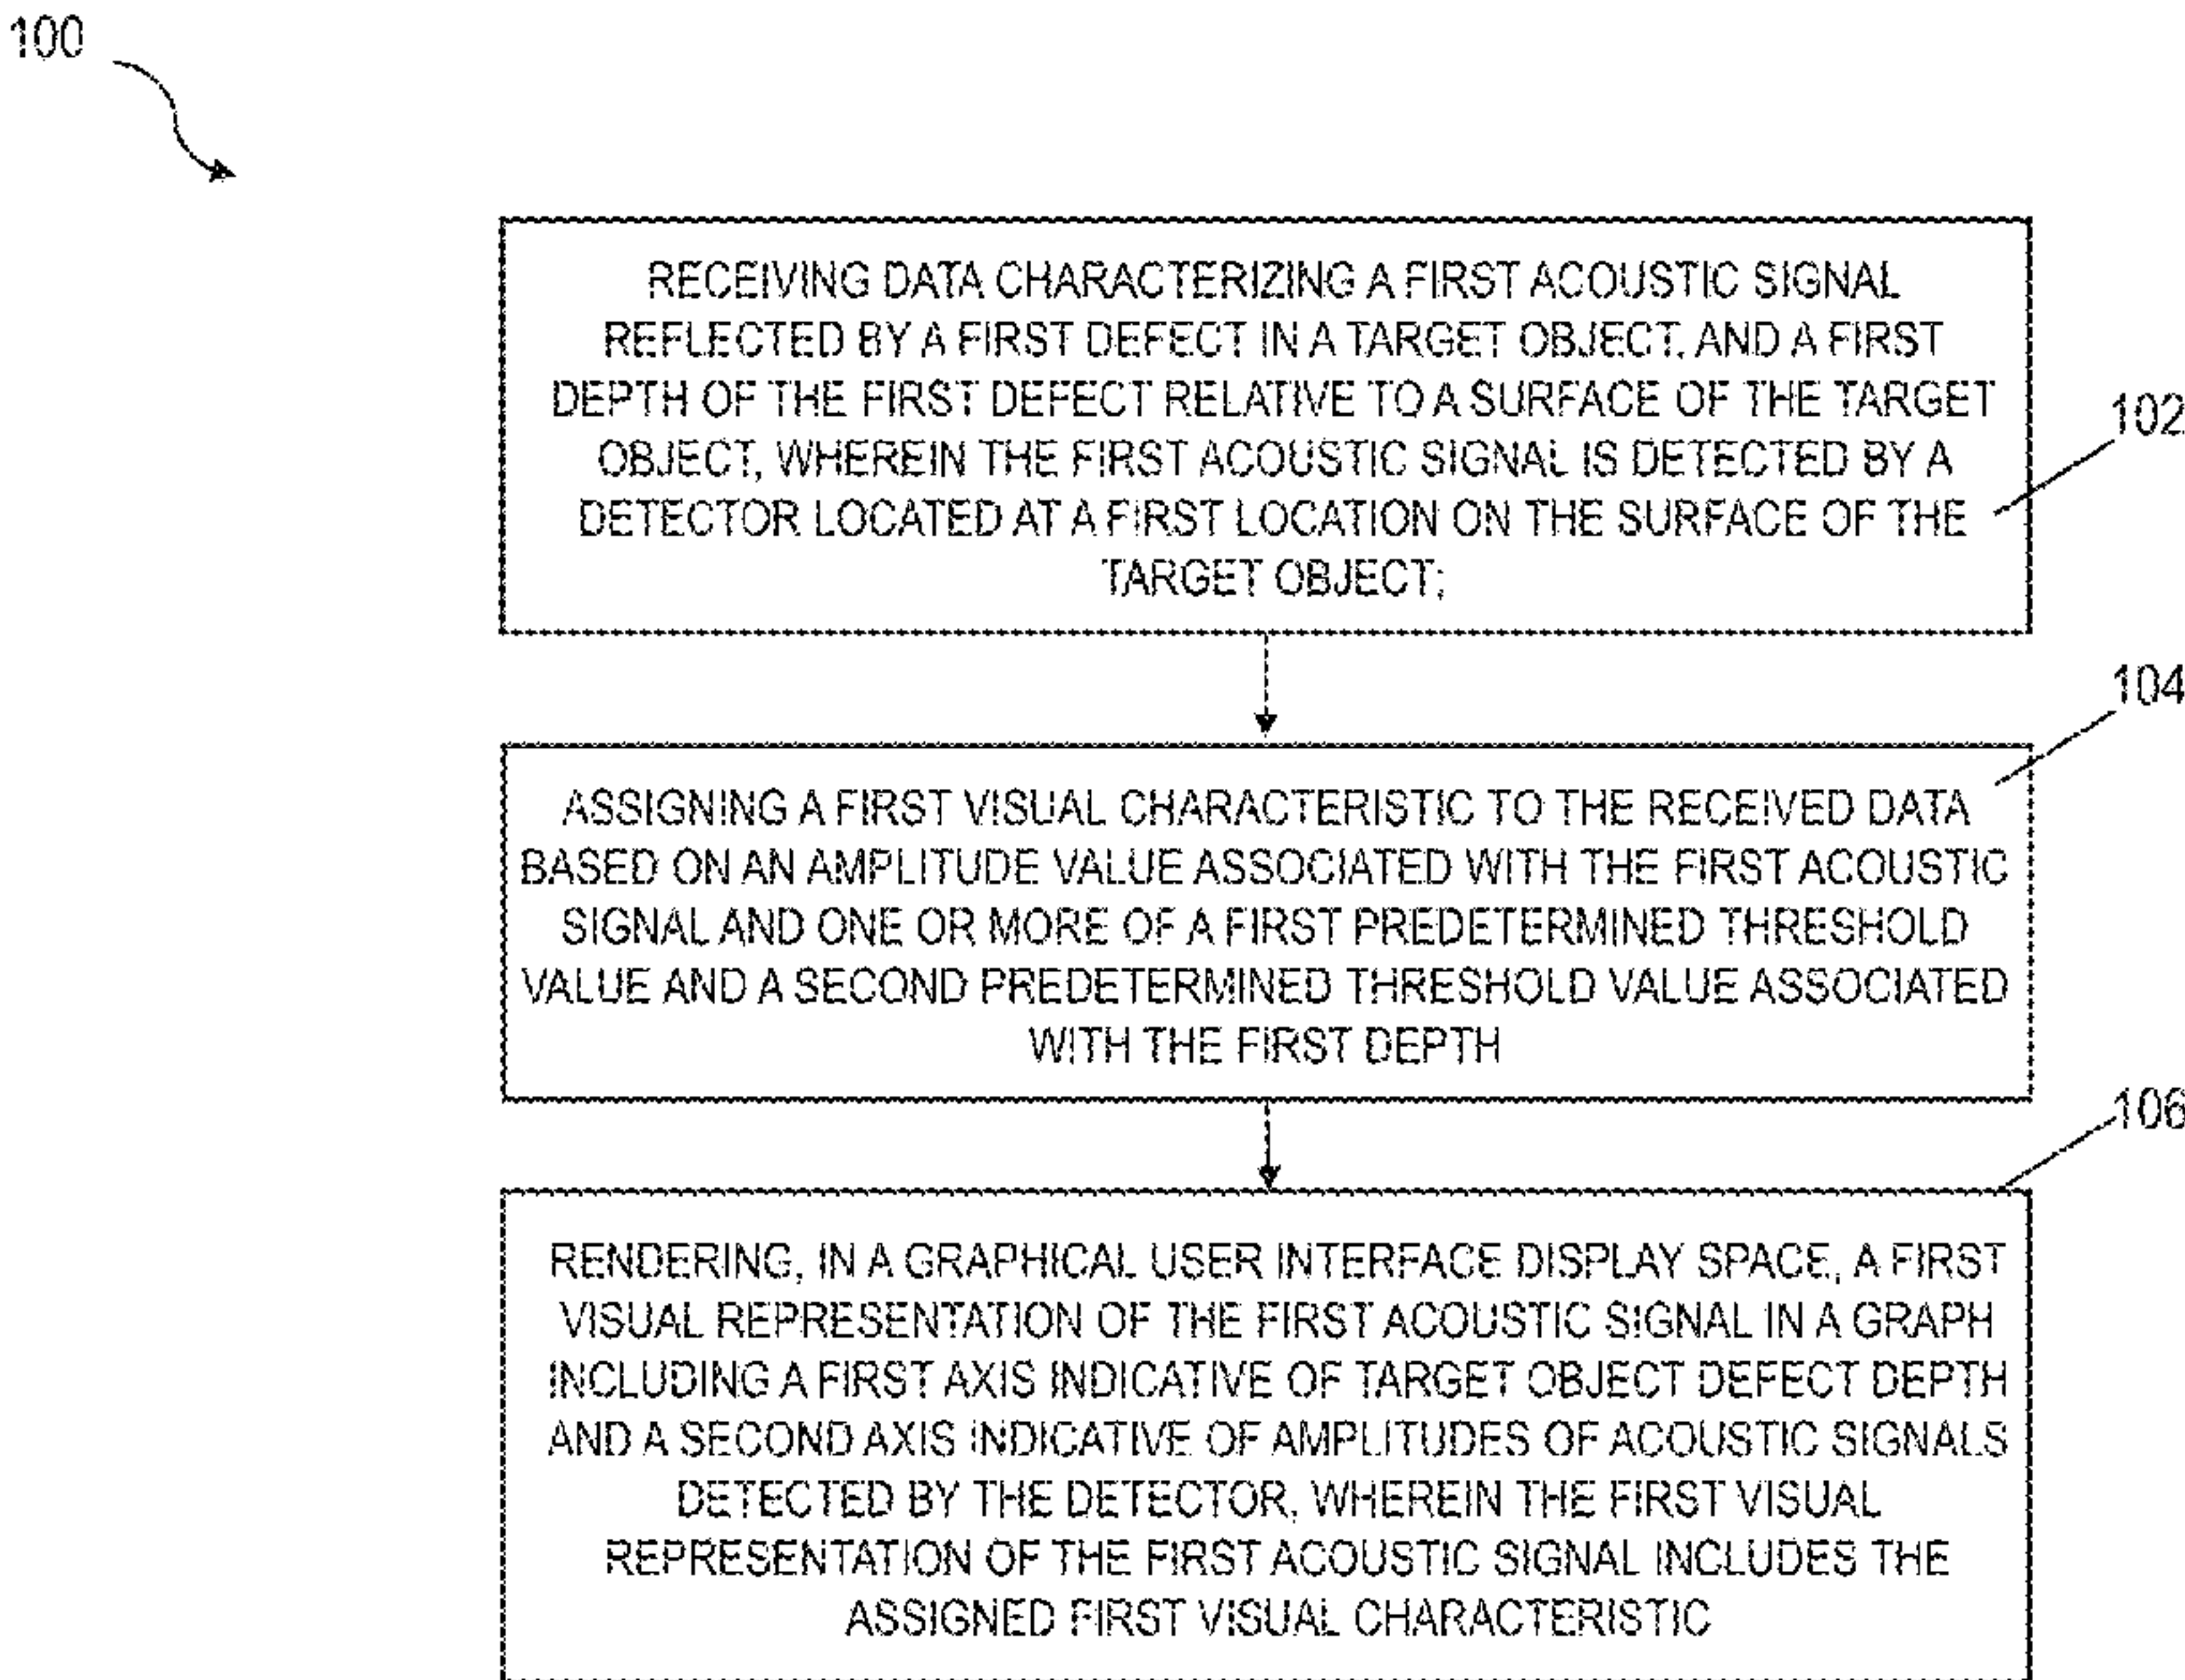 100
RECEIVING DATA CHARACTERIZING A FIRST ACOUSTIC SIGNAL
REFLECTED BY A FIRST DEFECT IN A TARGET OBJECT, AND A FIRST
DEPTH OF THE FIRST DEFECT RELATIVE TO A SURFACE OF THE TARGET
OBJECT, WHEREIN THE FIRST ACOUSTIC SIGNAL IS DETECTED BY A
DETECTOR LOCATED AT A FIRST LOCATION ON THE SURFACE OF THE
TARGET OBJECT;
102
104
ASSIGNING A FIRST VISUAL CHARACTERISTIC TO THE RECEIVED DATA
BASED ON AN AMPLITUDE VALUE ASSOCIATED WITH THE FIRST ACOUSTIC
SIGNAL AND ONE OR MORE OF A FIRST PREDETERMINED THRESHOLD
VALUE AND A SECOND PREDETERMINED THRESHOLD VALUE ASSOCIATED
WITH THE FIRST DEPTH
106
RENDERING, IN A GRAPHICAL USER INTERFACE DISPLAY SPACE, A FIRST
VISUAL REPRESENTATION OF THE FIRST ACOUSTIC SIGNAL IN A GRAPH
INCLUDING A FIRST AXIS INDICATIVE OF TARGET OBJECT DEFECT DEPTH
AND A SECOND AXIS INDICATIVE OF AMPLITUDES OF ACOUSTIC SIGNALS
DETECTED BY THE DETECTOR, WHEREIN THE FIRST VISUAL
REPRESENTATION OF THE FIRST ACOUSTIC SIGNAL INCLUDES THE
ASSIGNED FIRST VISUAL CHARACTERISTIC